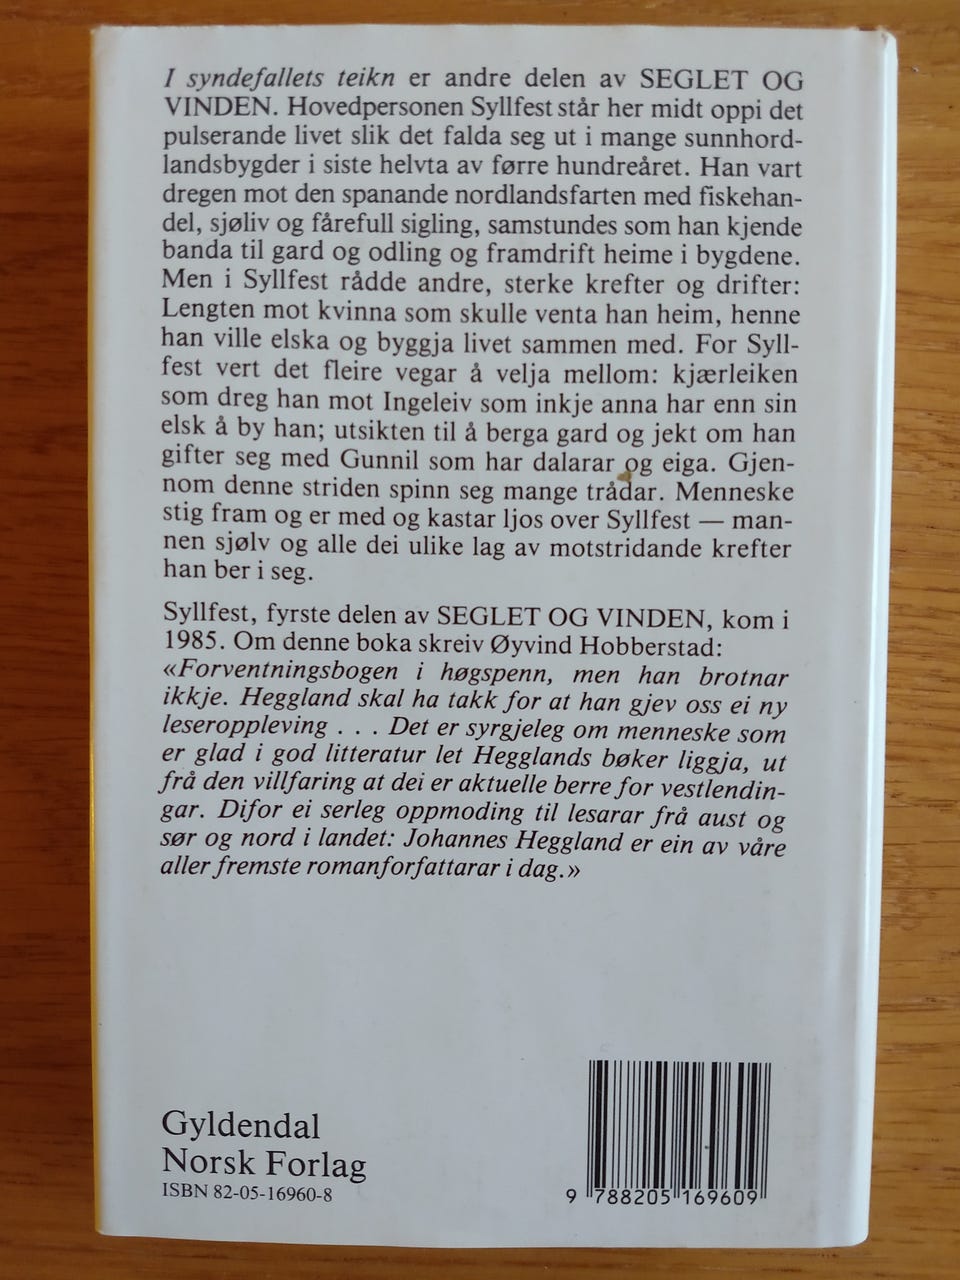 I syndefallets teikn er andre delen av SEGLET OG
VINDEN. Hovedpersonen Syllfest står her midt oppi det
pulserande livet slik det falda seg ut i mange sunnhord-
landsbygder i siste helvta av førre hundreåret. Han vart
dregen mot den spanande nordlandsfarten med fiskehan-
del, sjøliv og fårefull sigling, samstundes som han kjende
banda til gard og odling og framdrift heime i bygdene.
Men i Syllfest rådde andre, sterke krefter og drifter:
Lengten mot kvinna som skulle venta han heim, henne
han ville elska og byggja livet sammen med. For Syll-
fest vert det fleire vegar å velja mellom: kjærleiken
som dreg han mot Ingeleiv som inkje anna har enn sin
elsk å by han; utsikten til å berga gard og jekt om han
gifter seg med Gunnil som har dalarar og eiga. Gjen-
nom denne striden spinn seg mange trådar. Menneske
stig fram og er med og kastar ljos over Syllfest — man-
nen sjølv og alle dei ulike lag av motstridande krefter
han ber i seg.
Syllfest, fyrste delen av SEGLET OG VINDEN, kom i
1985. Om denne boka skreiv Øyvind Hobberstad:
«Forventningsbogen i høgspenn, men han brotnar
ikkje. Heggland skal ha takk for at han gjev oss ei ny
leseroppleving . . . Det er syrgjeleg om menneske som
er glad i god litteratur let Hegglands bøker liggja, ut
frå den villfaring at dei er aktuelle berre for vestlendin-
gar. Difor ei serleg oppmoding til lesarar frå aust og
sør og nord i landet: Johannes Heggland er ein av våre
aller fremste romanforfattarar i dag.»
Gyldendal
Norsk Forlag
ISBN 82-05-16960-8
9 788205 169609